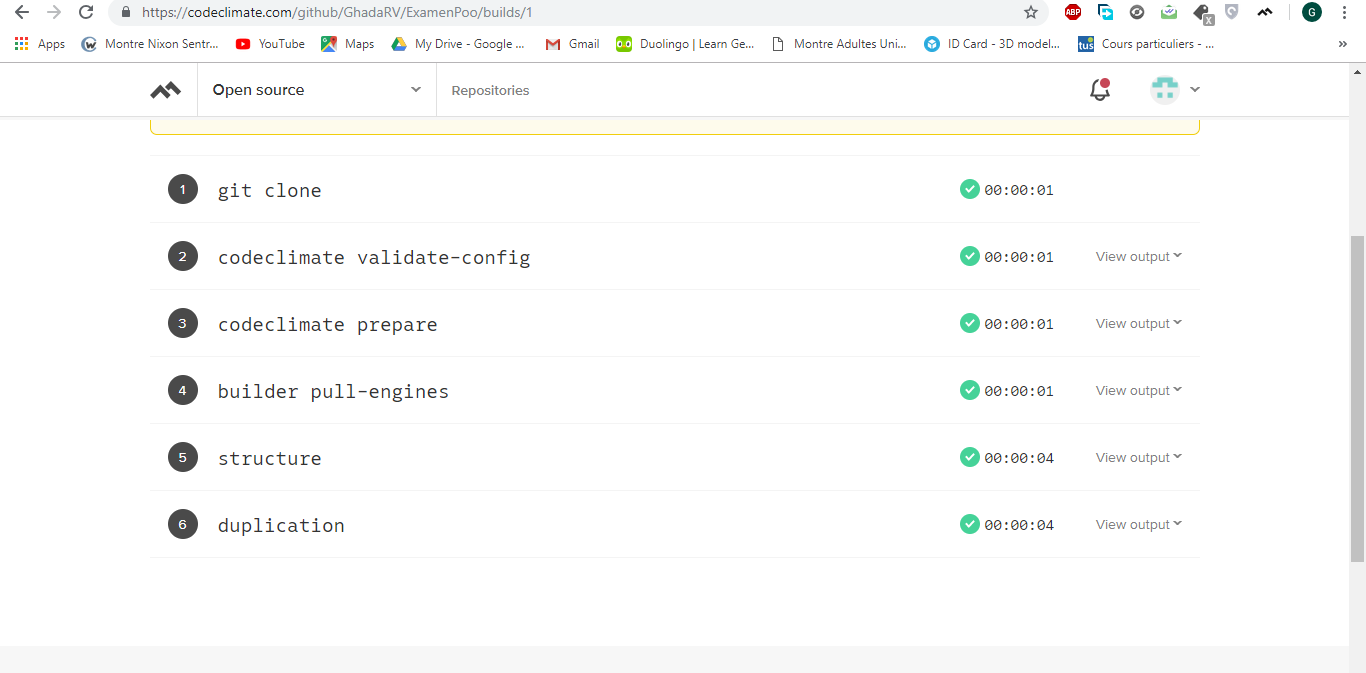 https://codeclimate.com/github/GhadaRV/ExamenPoo/builds/1
ABP
x
G
Apps
Montre Nixon Sentr...
YouTube
Maps
My Drive - Google ...
Gmail
Duolingo | Learn Ge...
Montre Adultes Uni...
ID Card - 3D model...
tus
Cours particuliers - ...
»
Open source
Repositories
1 git clone 00:00:01
2 codeclimate validate-config 00:00:01 View output
3 codeclimate prepare 00:00:01 View output
4 builder pull-engines 00:00:01 View output
5 structure 00:00:04 View output
6 duplication 00:00:04 View output